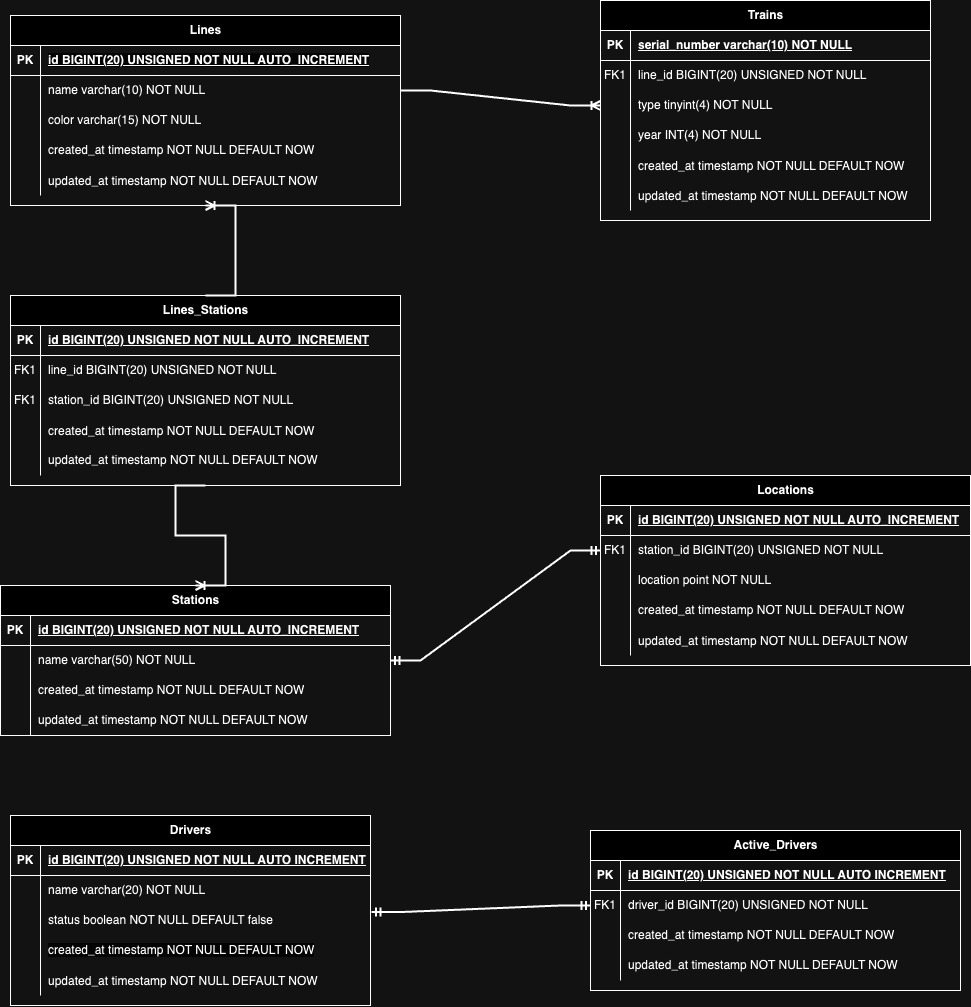 Lines
PK id BIGINT(20) UNSIGNED NOT NULL AUTO_INCREMENT
name varchar(10) NOT NULL
color varchar(15) NOT NULL
created_at timestamp NOT NULL DEFAULT NOW
updated_at timestamp NOT NULL DEFAULT NOW
Trains
PK serial_number varchar(10) NOT NULL
FK1 line_id BIGINT(20) UNSIGNED NOT NULL
type tinyint(4) NOT NULL
year INT(4) NOT NULL
created_at timestamp NOT NULL DEFAULT NOW
updated_at timestamp NOT NULL DEFAULT NOW
Lines_Stations
PK id BIGINT(20) UNSIGNED NOT NULL AUTO_INCREMENT
FK1 line_id BIGINT(20) UNSIGNED NOT NULL
FK1 station_id BIGINT(20) UNSIGNED NOT NULL
created_at timestamp NOT NULL DEFAULT NOW
updated_at timestamp NOT NULL DEFAULT NOW
Locations
PK id BIGINT(20) UNSIGNED NOT NULL AUTO_INCREMENT
FK1 station_id BIGINT(20) UNSIGNED NOT NULL
location point NOT NULL
created_at timestamp NOT NULL DEFAULT NOW
updated_at timestamp NOT NULL DEFAULT NOW
Stations
PK id BIGINT(20) UNSIGNED NOT NULL AUTO_INCREMENT
name varchar(50) NOT NULL
created_at timestamp NOT NULL DEFAULT NOW
updated_at timestamp NOT NULL DEFAULT NOW
Drivers
PK id BIGINT(20) UNSIGNED NOT NULL AUTO INCREMENT
name varchar(20) NOT NULL
status boolean NOT NULL DEFAULT false
created_at timestamp NOT NULL DEFAULT NOW
updated_at timestamp NOT NULL DEFAULT NOW
Active_Drivers
PK id BIGINT(20) UNSIGNED NOT NULL AUTO INCREMENT
FK1 driver_id BIGINT(20) UNSIGNED NOT NULL
created_at timestamp NOT NULL DEFAULT NOW
updated_at timestamp NOT NULL DEFAULT NOW